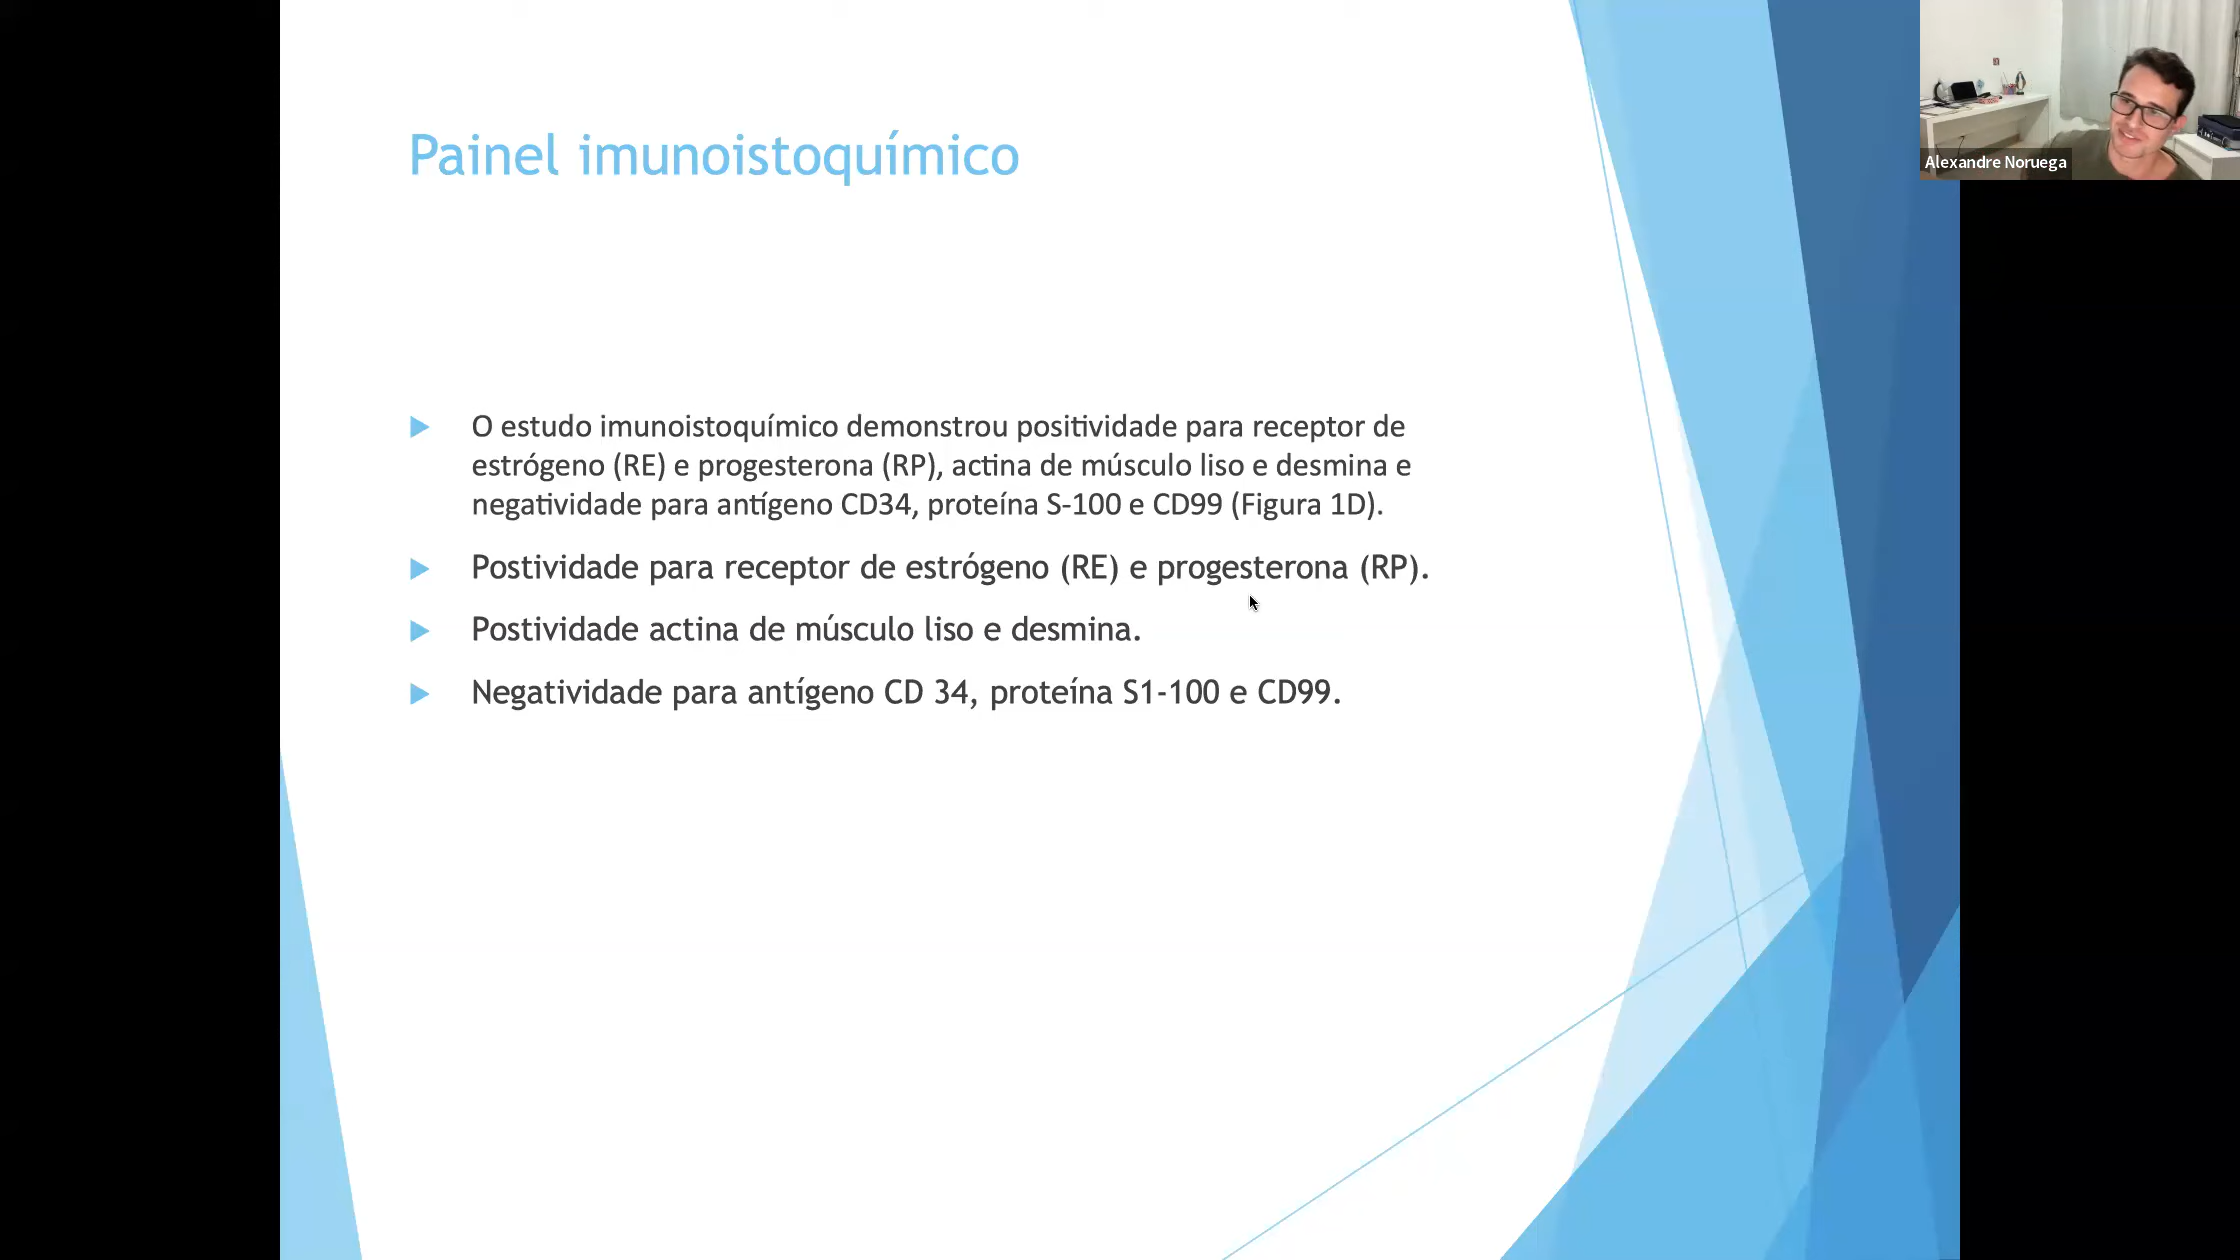 Painel imunoistoquímico
O estudo imunoistoquímico demonstrou positividade para receptor de
estrógeno (RE) e progesterona (RP), actina de músculo liso e desmina e
negatividade para antígeno CD34, proteína S-100 e CD99 (Figura 1D).
Postividade para receptor de estrógeno (RE) e progesterona (RP).
Postividade actina de músculo liso e desmina.
Negatividade para antígeno CD 34, proteína S1-100 e CD99.
Alexandre Noruega